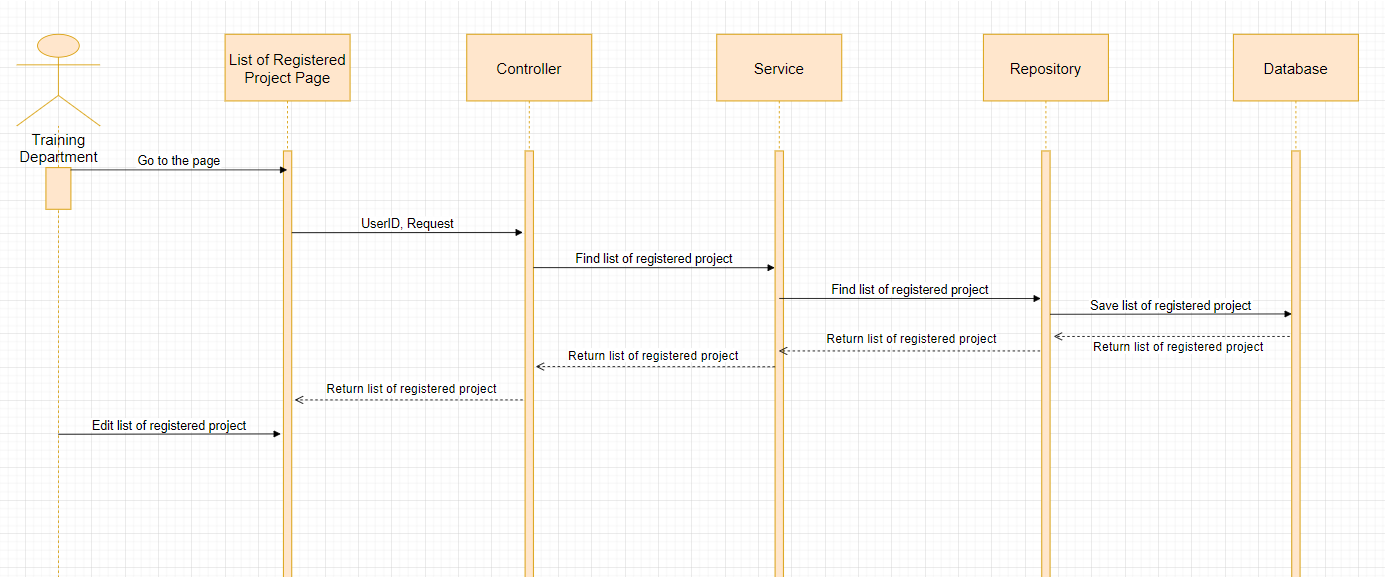 List of Registered
Project Page
Controller
Service
Repository
Database
Training
Department
Go to the page
UserID, Request
Find list of registered project
Find list of registered project
Save list of registered project
Return list of registered project
Return list of registered project
Return list of registered project
Return list of registered project
Edit list of registered project